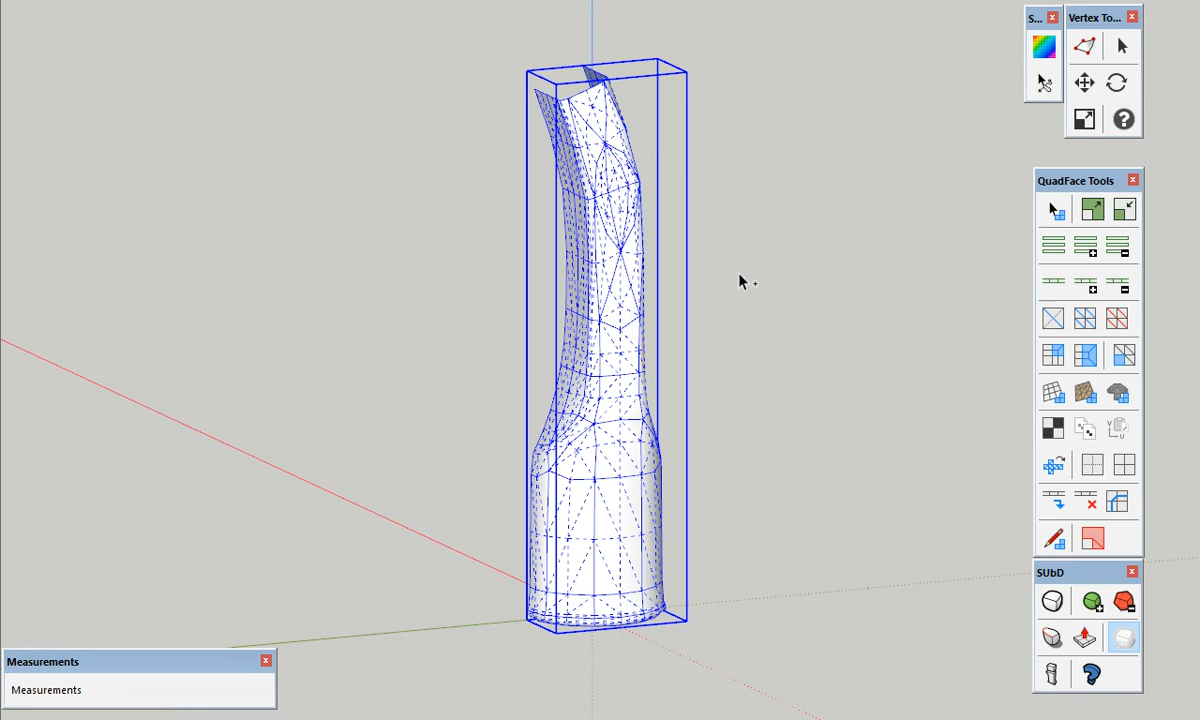 S...
Vertex To...
QuadFace Tools
SUbD
Measurements
Measurements